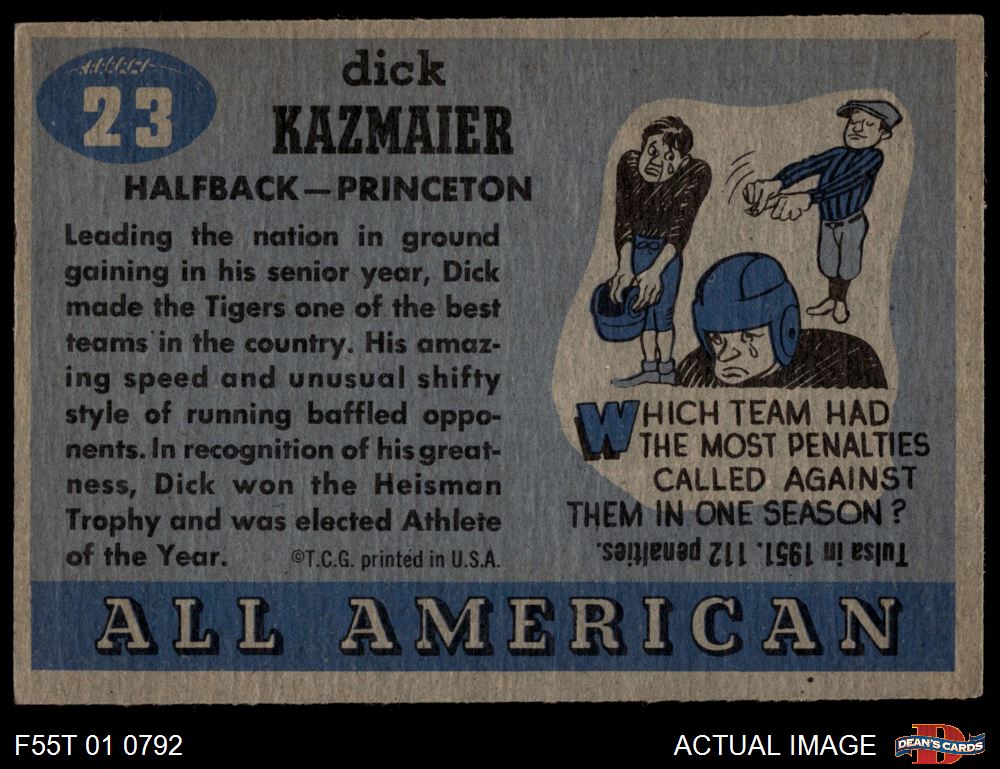 23
dick
KAZMAIER
HALFBACK — PRINCETON
Leading the nation in ground
gaining in his senior year, Dick
made the Tigers one of the best
teams in the country. His amaz-
ing speed and unusual shifty
style of running baffled oppo-
nents. In recognition of his great-
ness, Dick won the Heisman
Trophy and was elected Athlete
of the Year. ©T.C.G. printed in U.S.A.
WHICH TEAM HAD
THE MOST PENALTIES
CALLED AGAINST
THEM IN ONE SEASON?
Tulsa in 1951. 112 penalties.
ALL AMERICAN
F55T 01 0792
ACTUAL IMAGE
D
DEAN'S CARDS